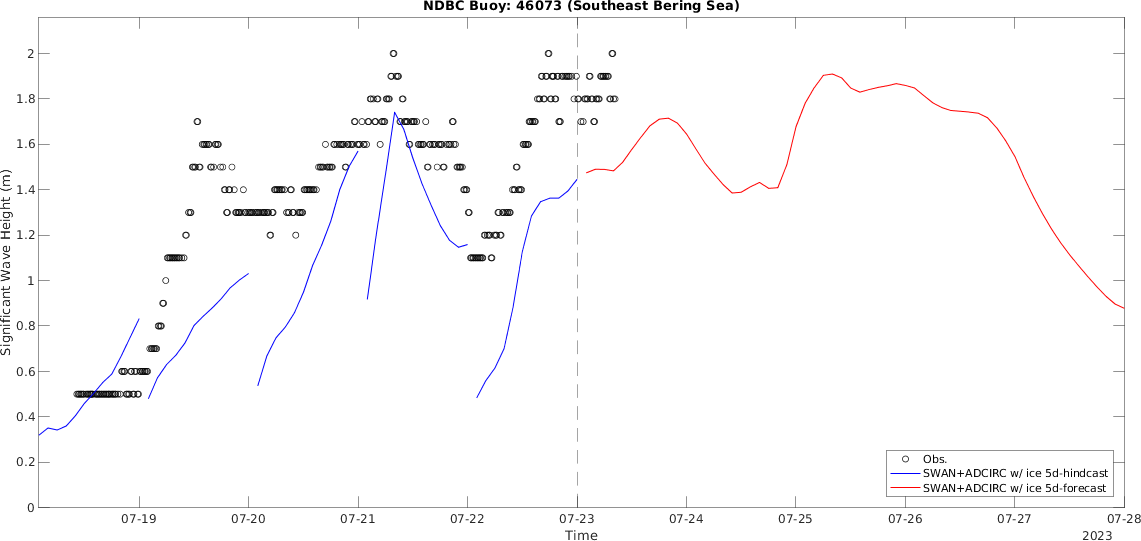 NDBC Buoy: 46073 (Southeast Bering Sea)
Significant Wave Height (m)
2
1.8
1.6
1.4
1.2
1
0.8
0.6
0.4
0.2
0
Obs.
SWAN+ADCIRC w/ ice 5d-hindcast
SWAN+ADCIRC w/ ice 5d-forecast
07-19 07-20 07-21 07-22 07-23 07-24 07-25 07-26 07-27 07-28
Time
2023